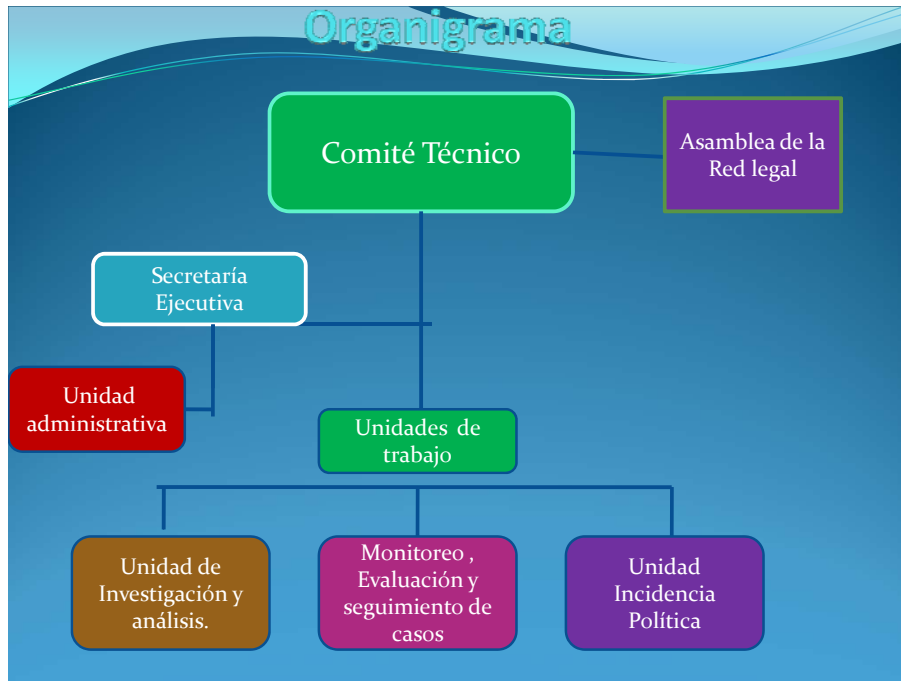 Organigrama
Comité Técnico
Asamblea de la
Red legal
Secretaría
Ejecutiva
Unidad
administrativa
Unidades de
trabajo
Unidad de
Investigación y
análisis.
Monitoreo ,
Evaluación y
seguimiento de
casos
Unidad
Incidencia
Política